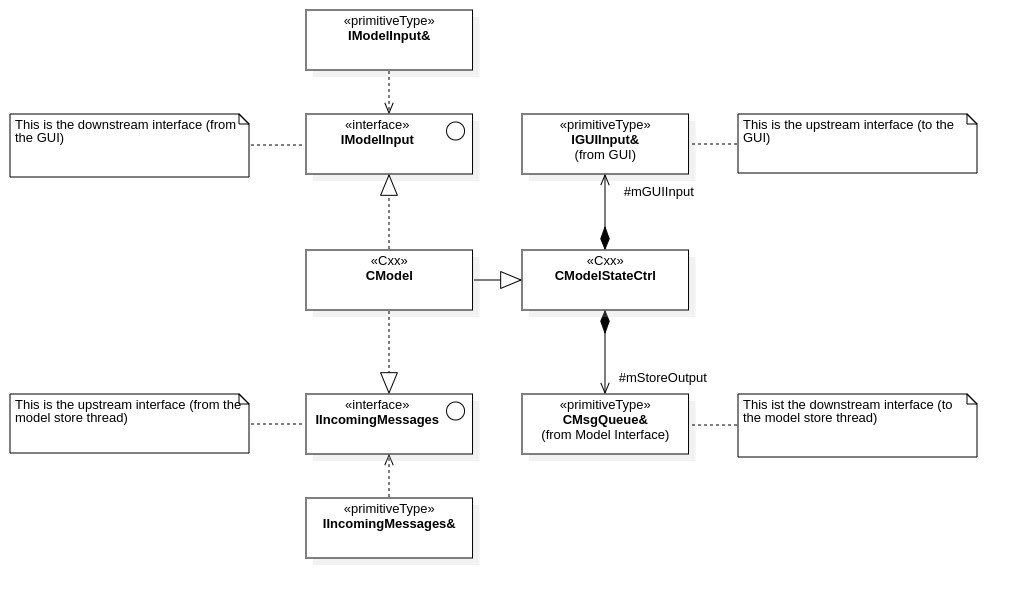 «primitiveType»
IModelInput&
This is the downstream interface (from
the GUI)
«interface»
IModelInput
«primitiveType»
IGUIInput&
(from GUI)
This is the upstream interface (to the
GUI)
#mGUIInput
«Cxx»
CModel
«Cxx»
CModelStateCtrl
#mStoreOutput
This is the upstream interface (from the
model store thread)
«interface»
IIncomingMessages
«primitiveType»
CMsgQueue&
(from Model Interface)
This ist the downstream interface (to
the model store thread)
«primitiveType»
IIncomingMessages&